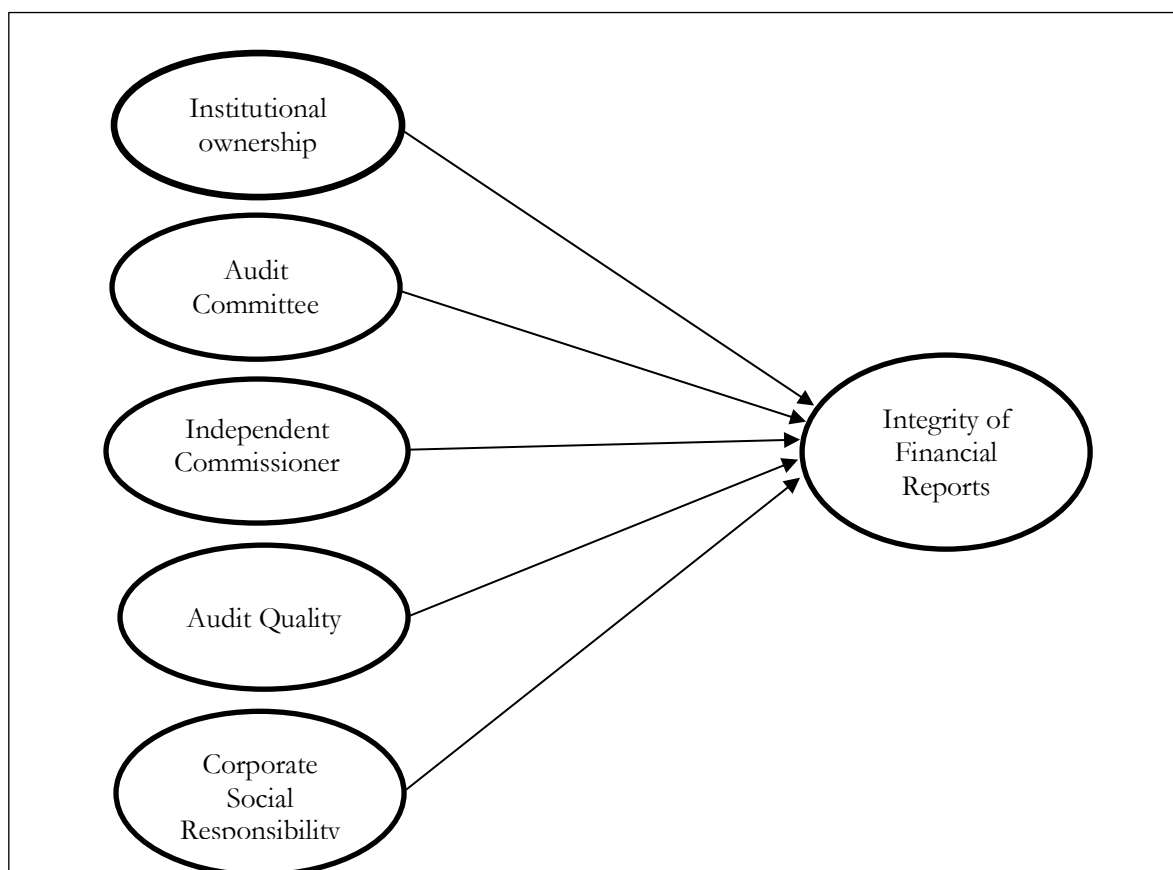 Institutional
ownership
Audit
Committee
Independent
Commissioner
Integrity of
Financial
Reports
Audit Quality
Corporate
Social
Responsibility